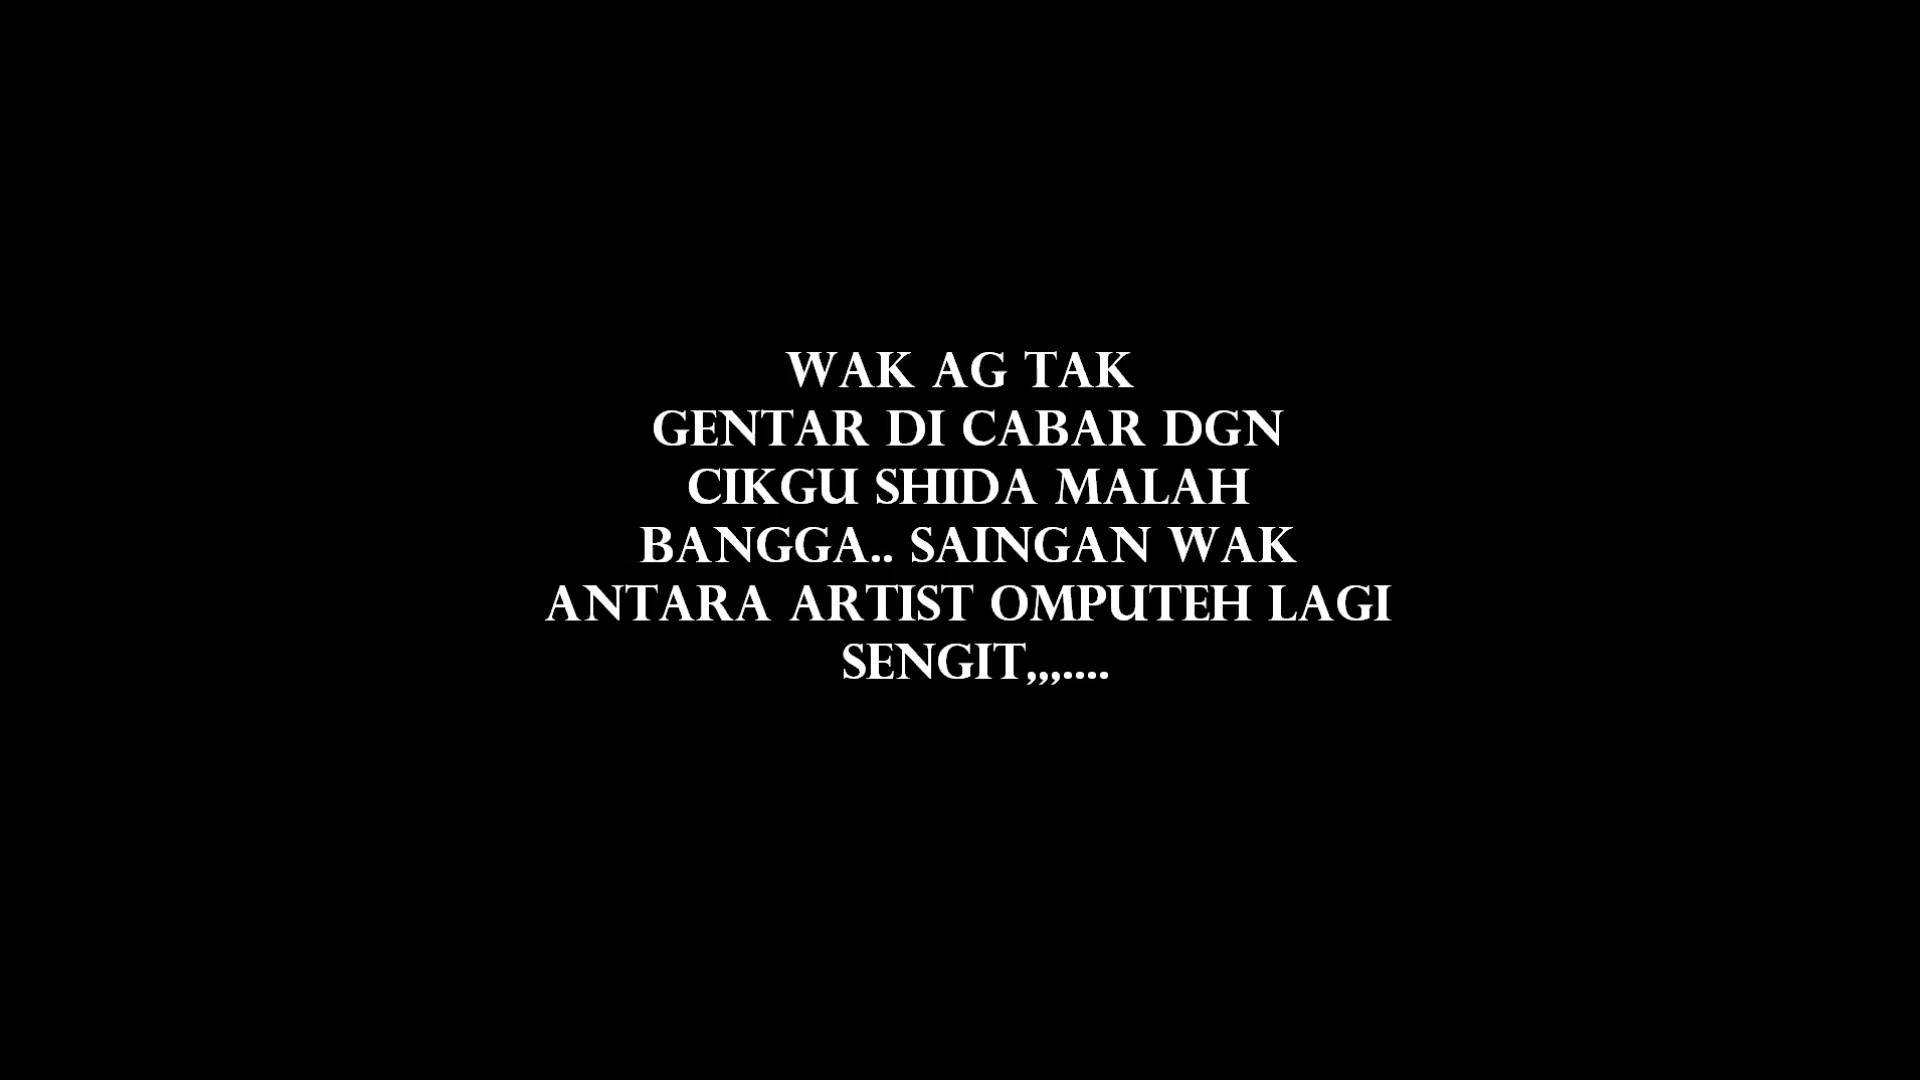 WAK AG TAK
GENTAR DI CABAR DGN
CIKGU SHIDA MALAH
BANGGA.. SAINGAN WAK
ANTARA ARTIST OMPUTEH LAGI
SENGIT,,,....